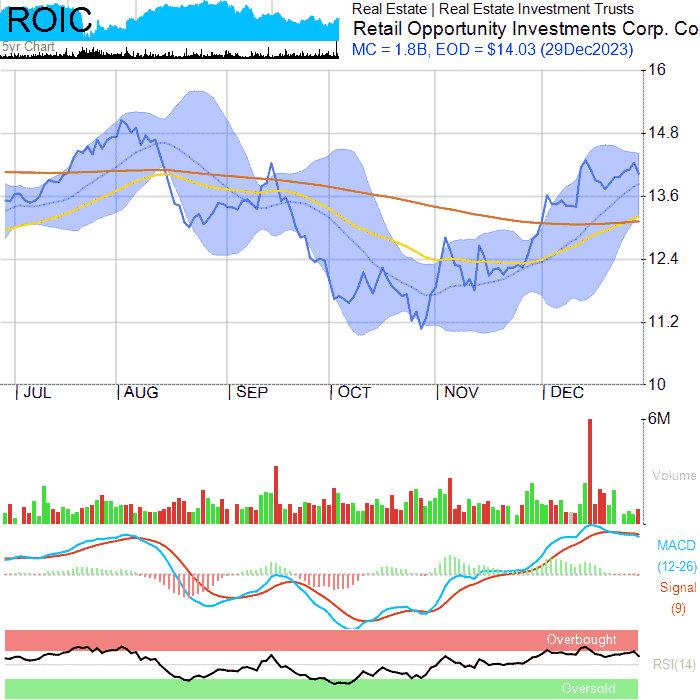 ROIC
5yr Chart
Real Estate | Real Estate Investment Trusts
Retail Opportunity Investments Corp. Co
MC = 1.8B, EOD = $14.03 (29Dec2023)
16
14.8
13.6
12.4
11.2
10
JUL AUG SEP OCT NOV DEC
6M
Volume
MACD
(12-26)
Signal
(9)
Overbought
RSI(14)
Oversold